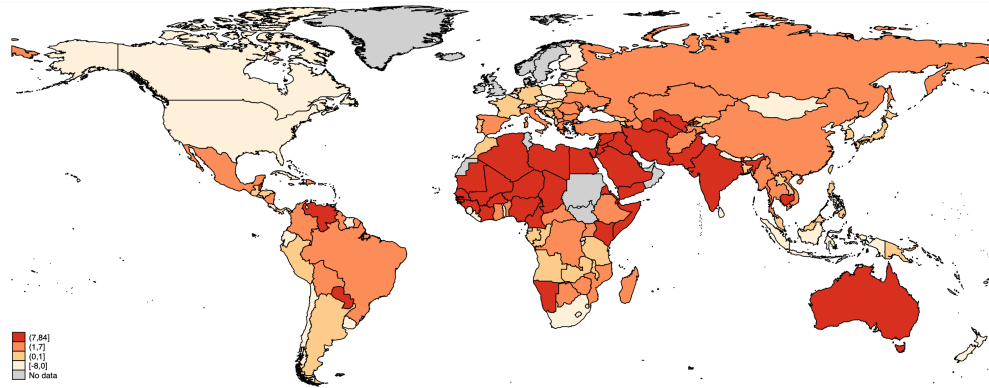 (7,84]
(1,7]
(0,1]
[-8,0]
No data